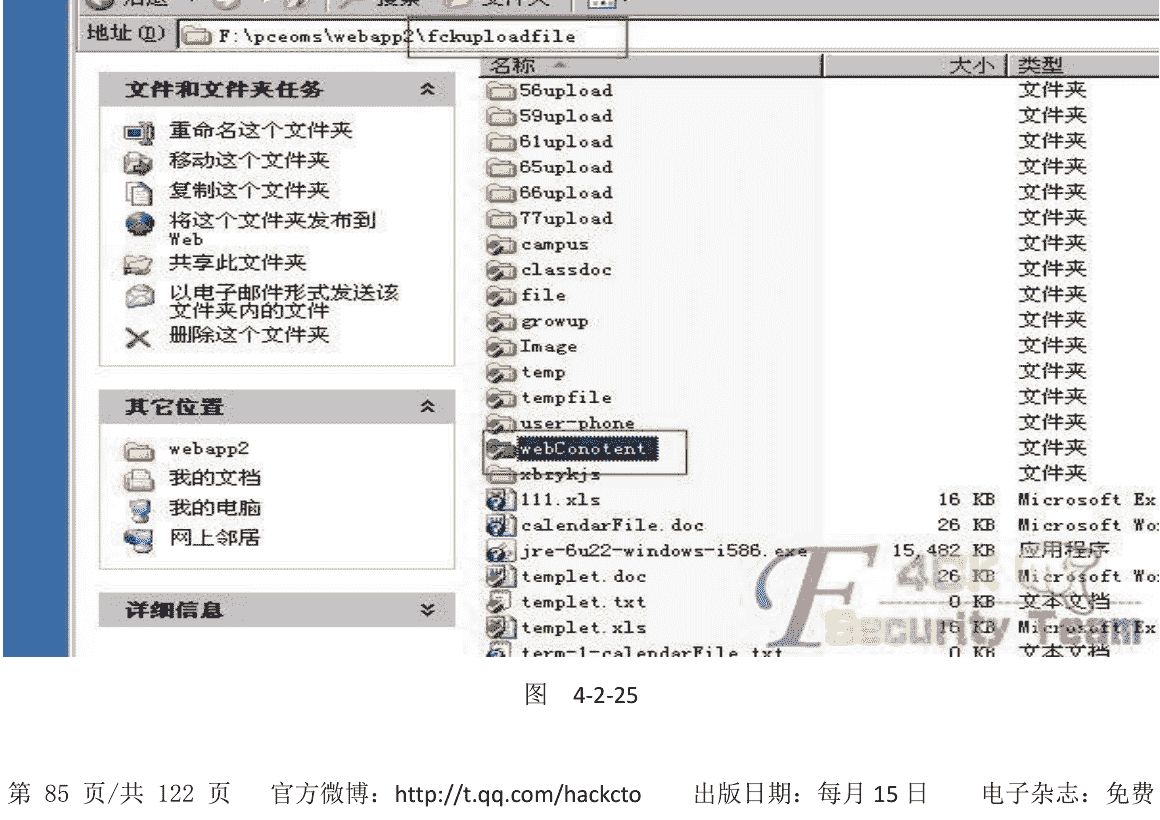 地址(D) F:\pceoms\webapp2\fckuploadfile
名称 大小 类型
文件和文件夹任务
重命名这个文件夹
移动这个文件夹
复制这个文件夹
将这个文件夹发布到
Web
共享此文件夹
以电子邮件形式发送该
文件夹内的文件
删除这个文件夹
其它位置
webapp2
我的文档
我的电脑
网上邻居
详细信息
56upload 文件夹
59upload 文件夹
61upload 文件夹
65upload 文件夹
66upload 文件夹
77upload 文件夹
campus 文件夹
classdoc 文件夹
file 文件夹
growup 文件夹
Image 文件夹
temp 文件夹
tempfile 文件夹
user-phone 文件夹
webConotent 文件夹
xbrykjs 文件夹
111.xls 16 KB Microsoft Ex
calendarFile.doc 26 KB Microsoft Wo
jre-6u22-windows-i586.exe 15,482 KB 应用程序
templet.doc 26 KB Microsoft Wo
templet.txt 0 KB 文本文档
templet.xls 16 KB Microsoft Ex
term-1-calendarFile.txt 0 KB 文本文档
Security Team
图 4-2-25
第 85 页/共 122 页 官方微博：http://t.qq.com/hackcto 出版日期：每月 15 日 电子杂志：免费